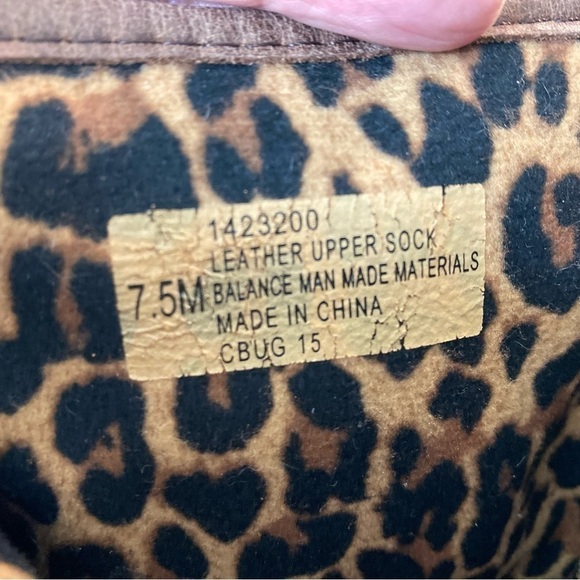 1423200
LEATHER UPPER SOCK
7.5M BALANCE MAN MADE MATERIALS
MADE IN CHINA
CBUG 15